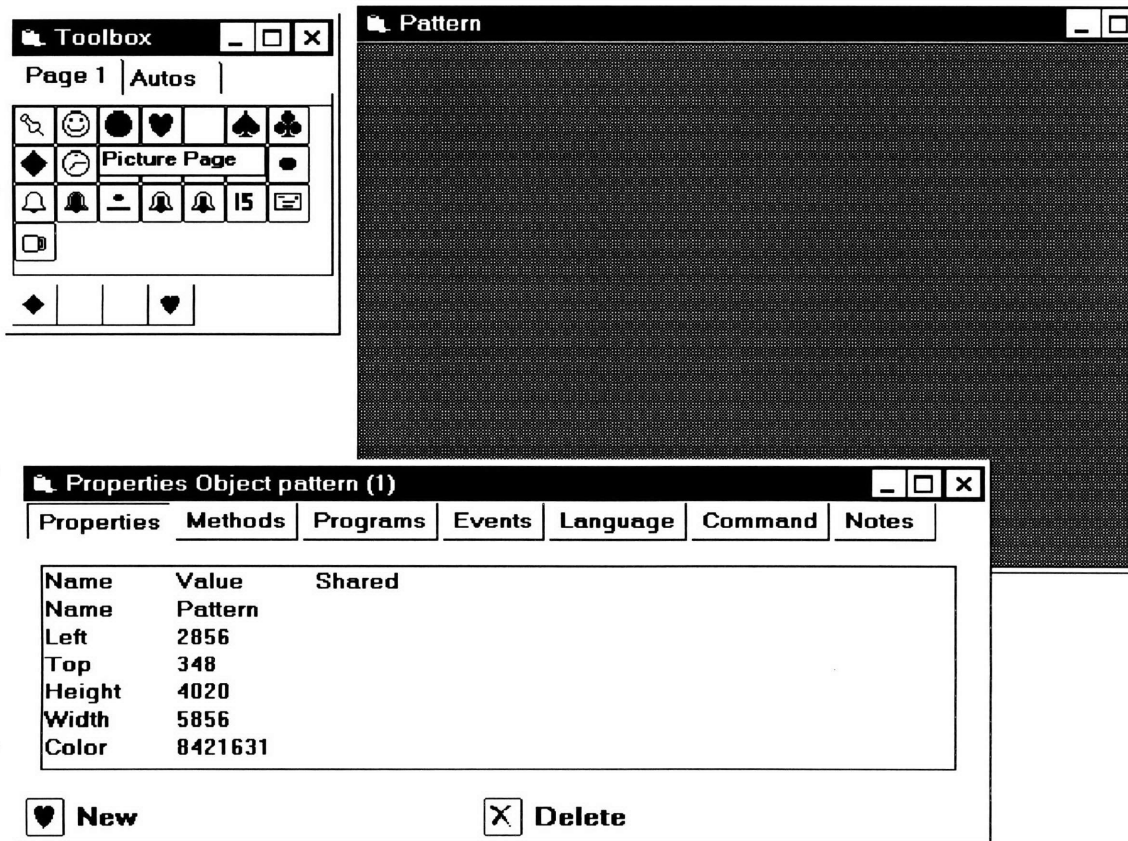 Toolbox
Page 1 Autos
Picture Page
15
Pattern
Properties Object pattern (1)
Properties Methods Programs Events Language Command Notes
Name Value Shared
Name Pattern
Left 2856
Top 348
Height 4020
Width 5856
Color 8421631
New Delete